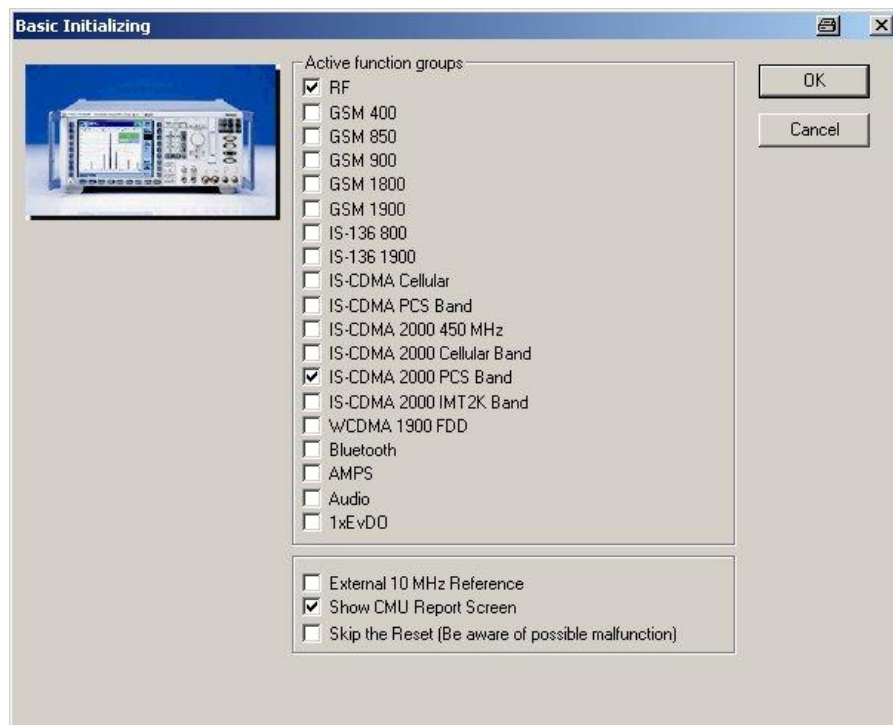 Basic Initializing
Active function groups
RF
GSM 400
GSM 850
GSM 900
GSM 1800
GSM 1900
IS-136 800
IS-136 1900
IS-CDMA Cellular
IS-CDMA PCS Band
IS-CDMA 2000 450 MHz
IS-CDMA 2000 Cellular Band
IS-CDMA 2000 PCS Band
IS-CDMA 2000 IMT2K Band
WCDMA 1900 FDD
Bluetooth
AMPS
Audio
1xEvDO
External 10 MHz Reference
Show CMU Report Screen
Skip the Reset (Be aware of possible malfunction)
OK
Cancel